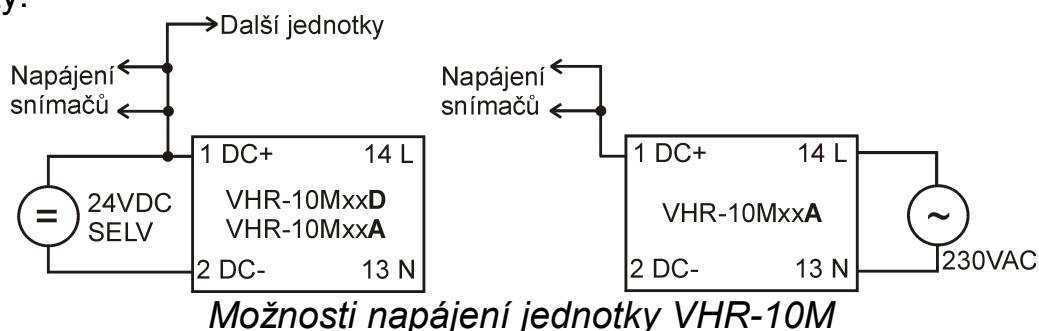 y:
Další jednotky
Napájení
snímačů
1 DC+ 14 L
24VDC
SELV
=
VHR-10MxxD
VHR-10MxxA
2 DC- 13 N
Napájení
snímačů
1 DC+ 14 L
VHR-10MxxA
~
2 DC- 13 N
230VAC
Možnosti napájení jednotky VHR-10M